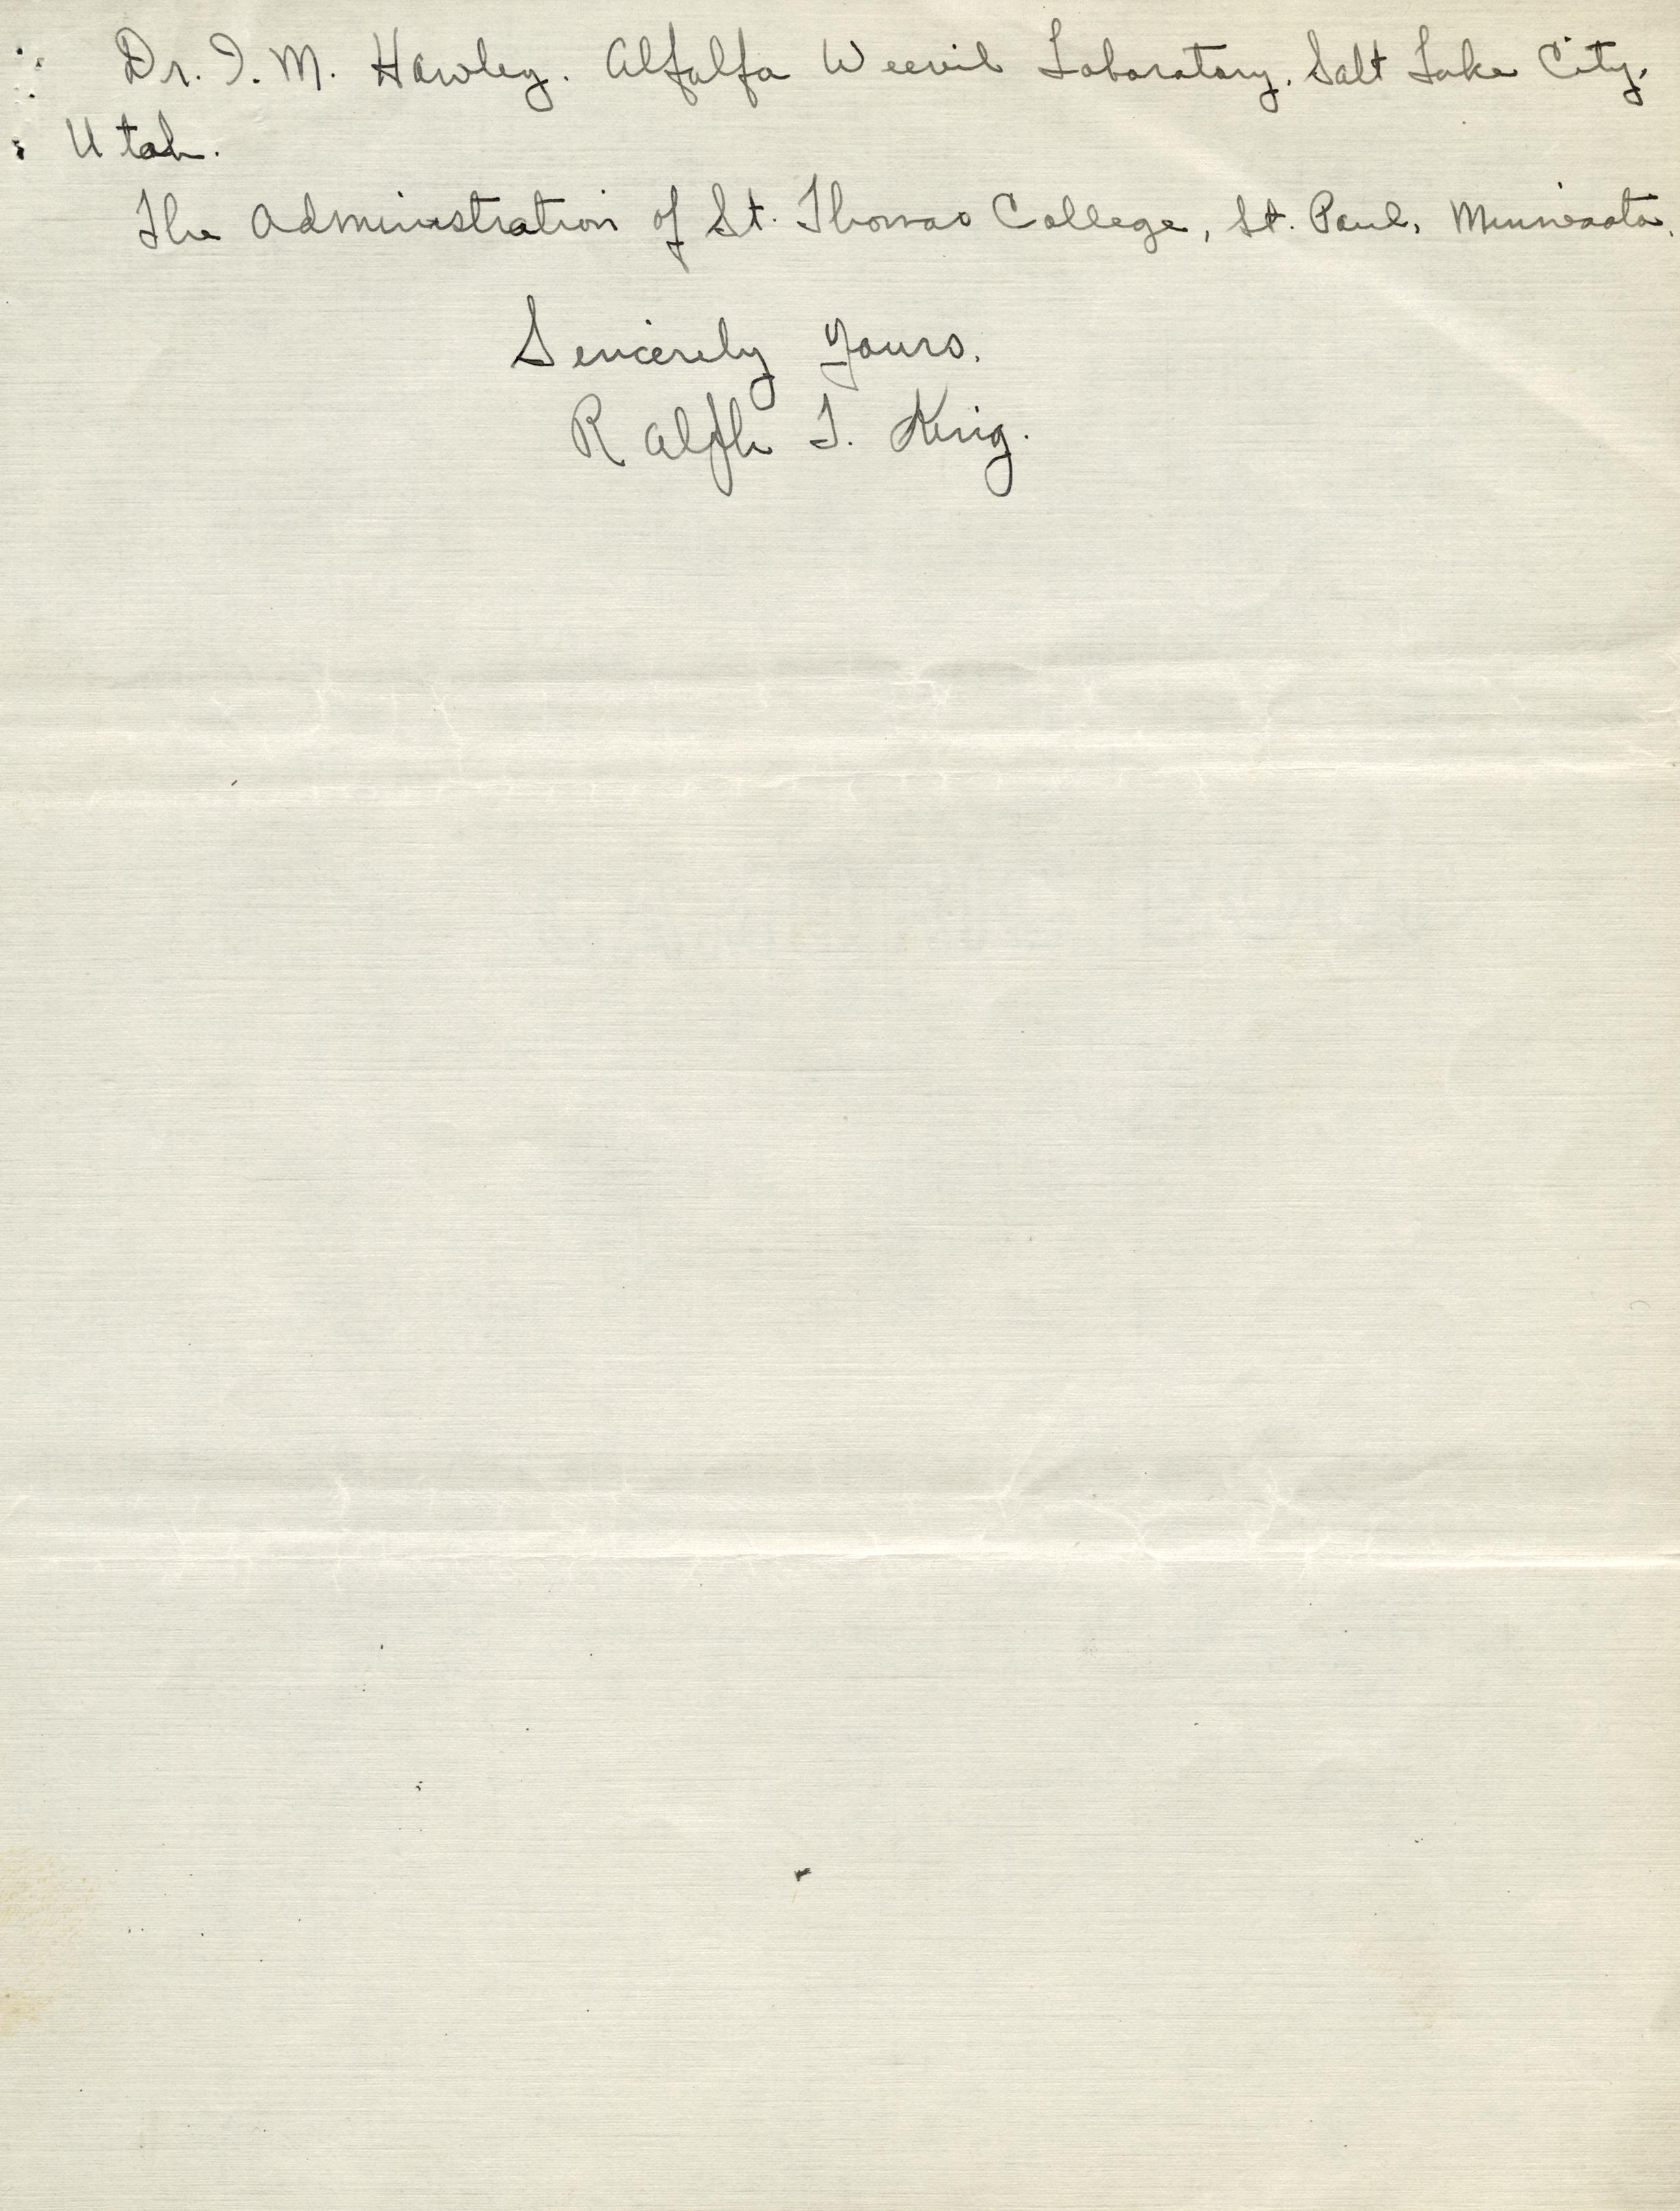 Dr. I. M. Hawley. Alfalfa Weevil Laboratory. Salt Lake City.
Utah.
The Administration of St. Thomas College, St. Paul, Minnesota.
Sincerely Yours.
Ralph T. King.